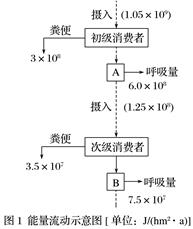 摄入 (1.05×10⁹)
粪便
初级消费者
3×10⁸
A
呼吸量
6.0×10⁸
摄入 (1.25×10⁸)
粪便
次级消费者
3.5×10⁷
B
呼吸量
7.5×10⁷
图1 能量流动示意图[单位：J/(hm²·a)]